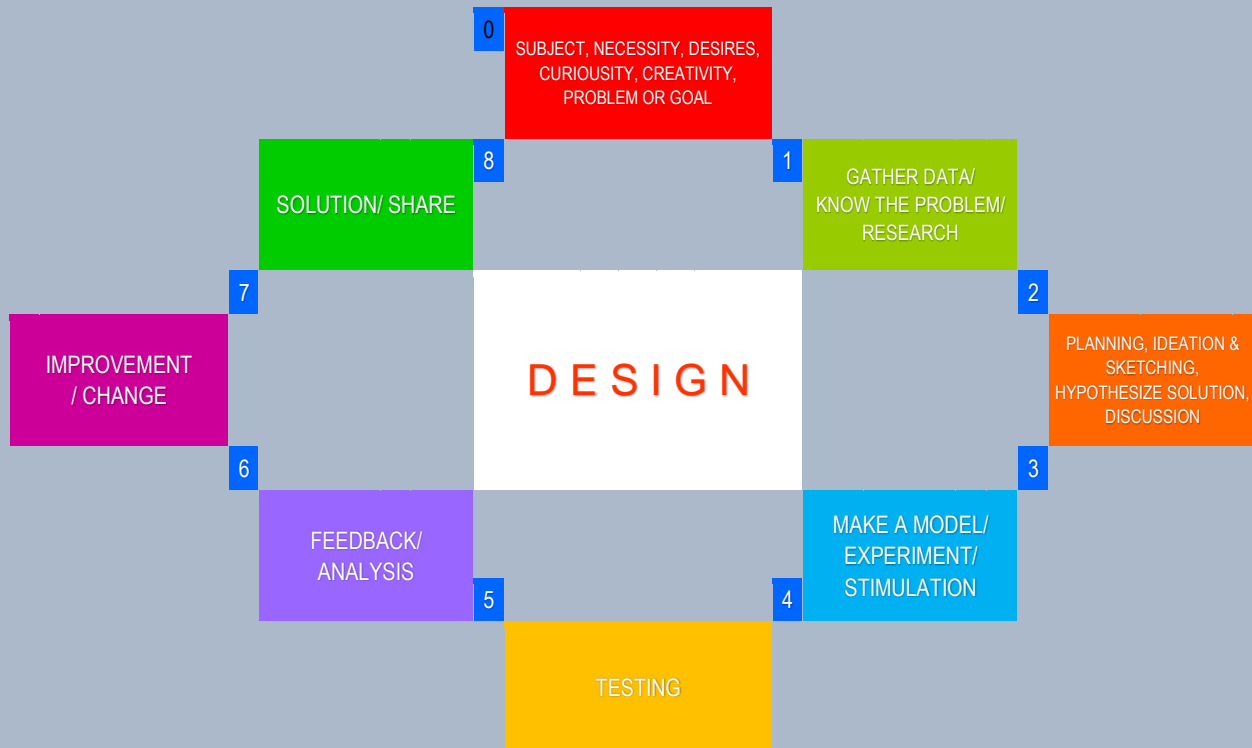 0
SUBJECT, NECESSITY, DESIRES,
CURIOUSITY, CREATIVITY,
PROBLEM OR GOAL
1
GATHER DATA/
KNOW THE PROBLEM/
RESEARCH
2
PLANNING, IDEATION &
SKETCHING,
HYPOTHESIZE SOLUTION,
DISCUSSION
3
MAKE A MODEL/
EXPERIMENT/
STIMULATION
4
TESTING
5
FEEDBACK/
ANALYSIS
6
IMPROVEMENT
/ CHANGE
7
SOLUTION/ SHARE
8
D E S I G N